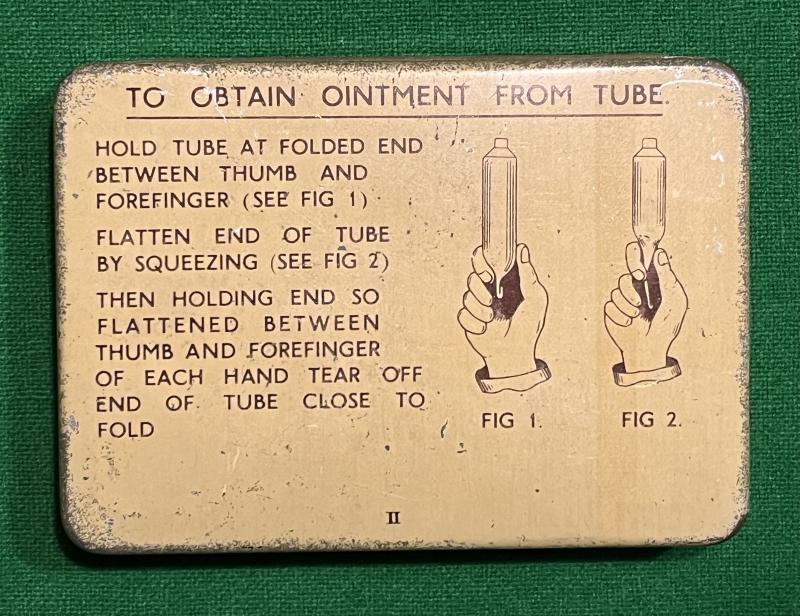 TO OBTAIN OINTMENT FROM TUBE.
HOLD TUBE AT FOLDED END
BETWEEN THUMB AND
FOREFINGER (SEE FIG 1)
FLATTEN END OF TUBE
BY SQUEEZING (SEE FIG 2)
THEN HOLDING END SO
FLATTENED BETWEEN
THUMB AND FOREFINGER
OF EACH HAND TEAR OFF
END OF TUBE CLOSE TO
FOLD
FIG 1.
FIG 2.
II